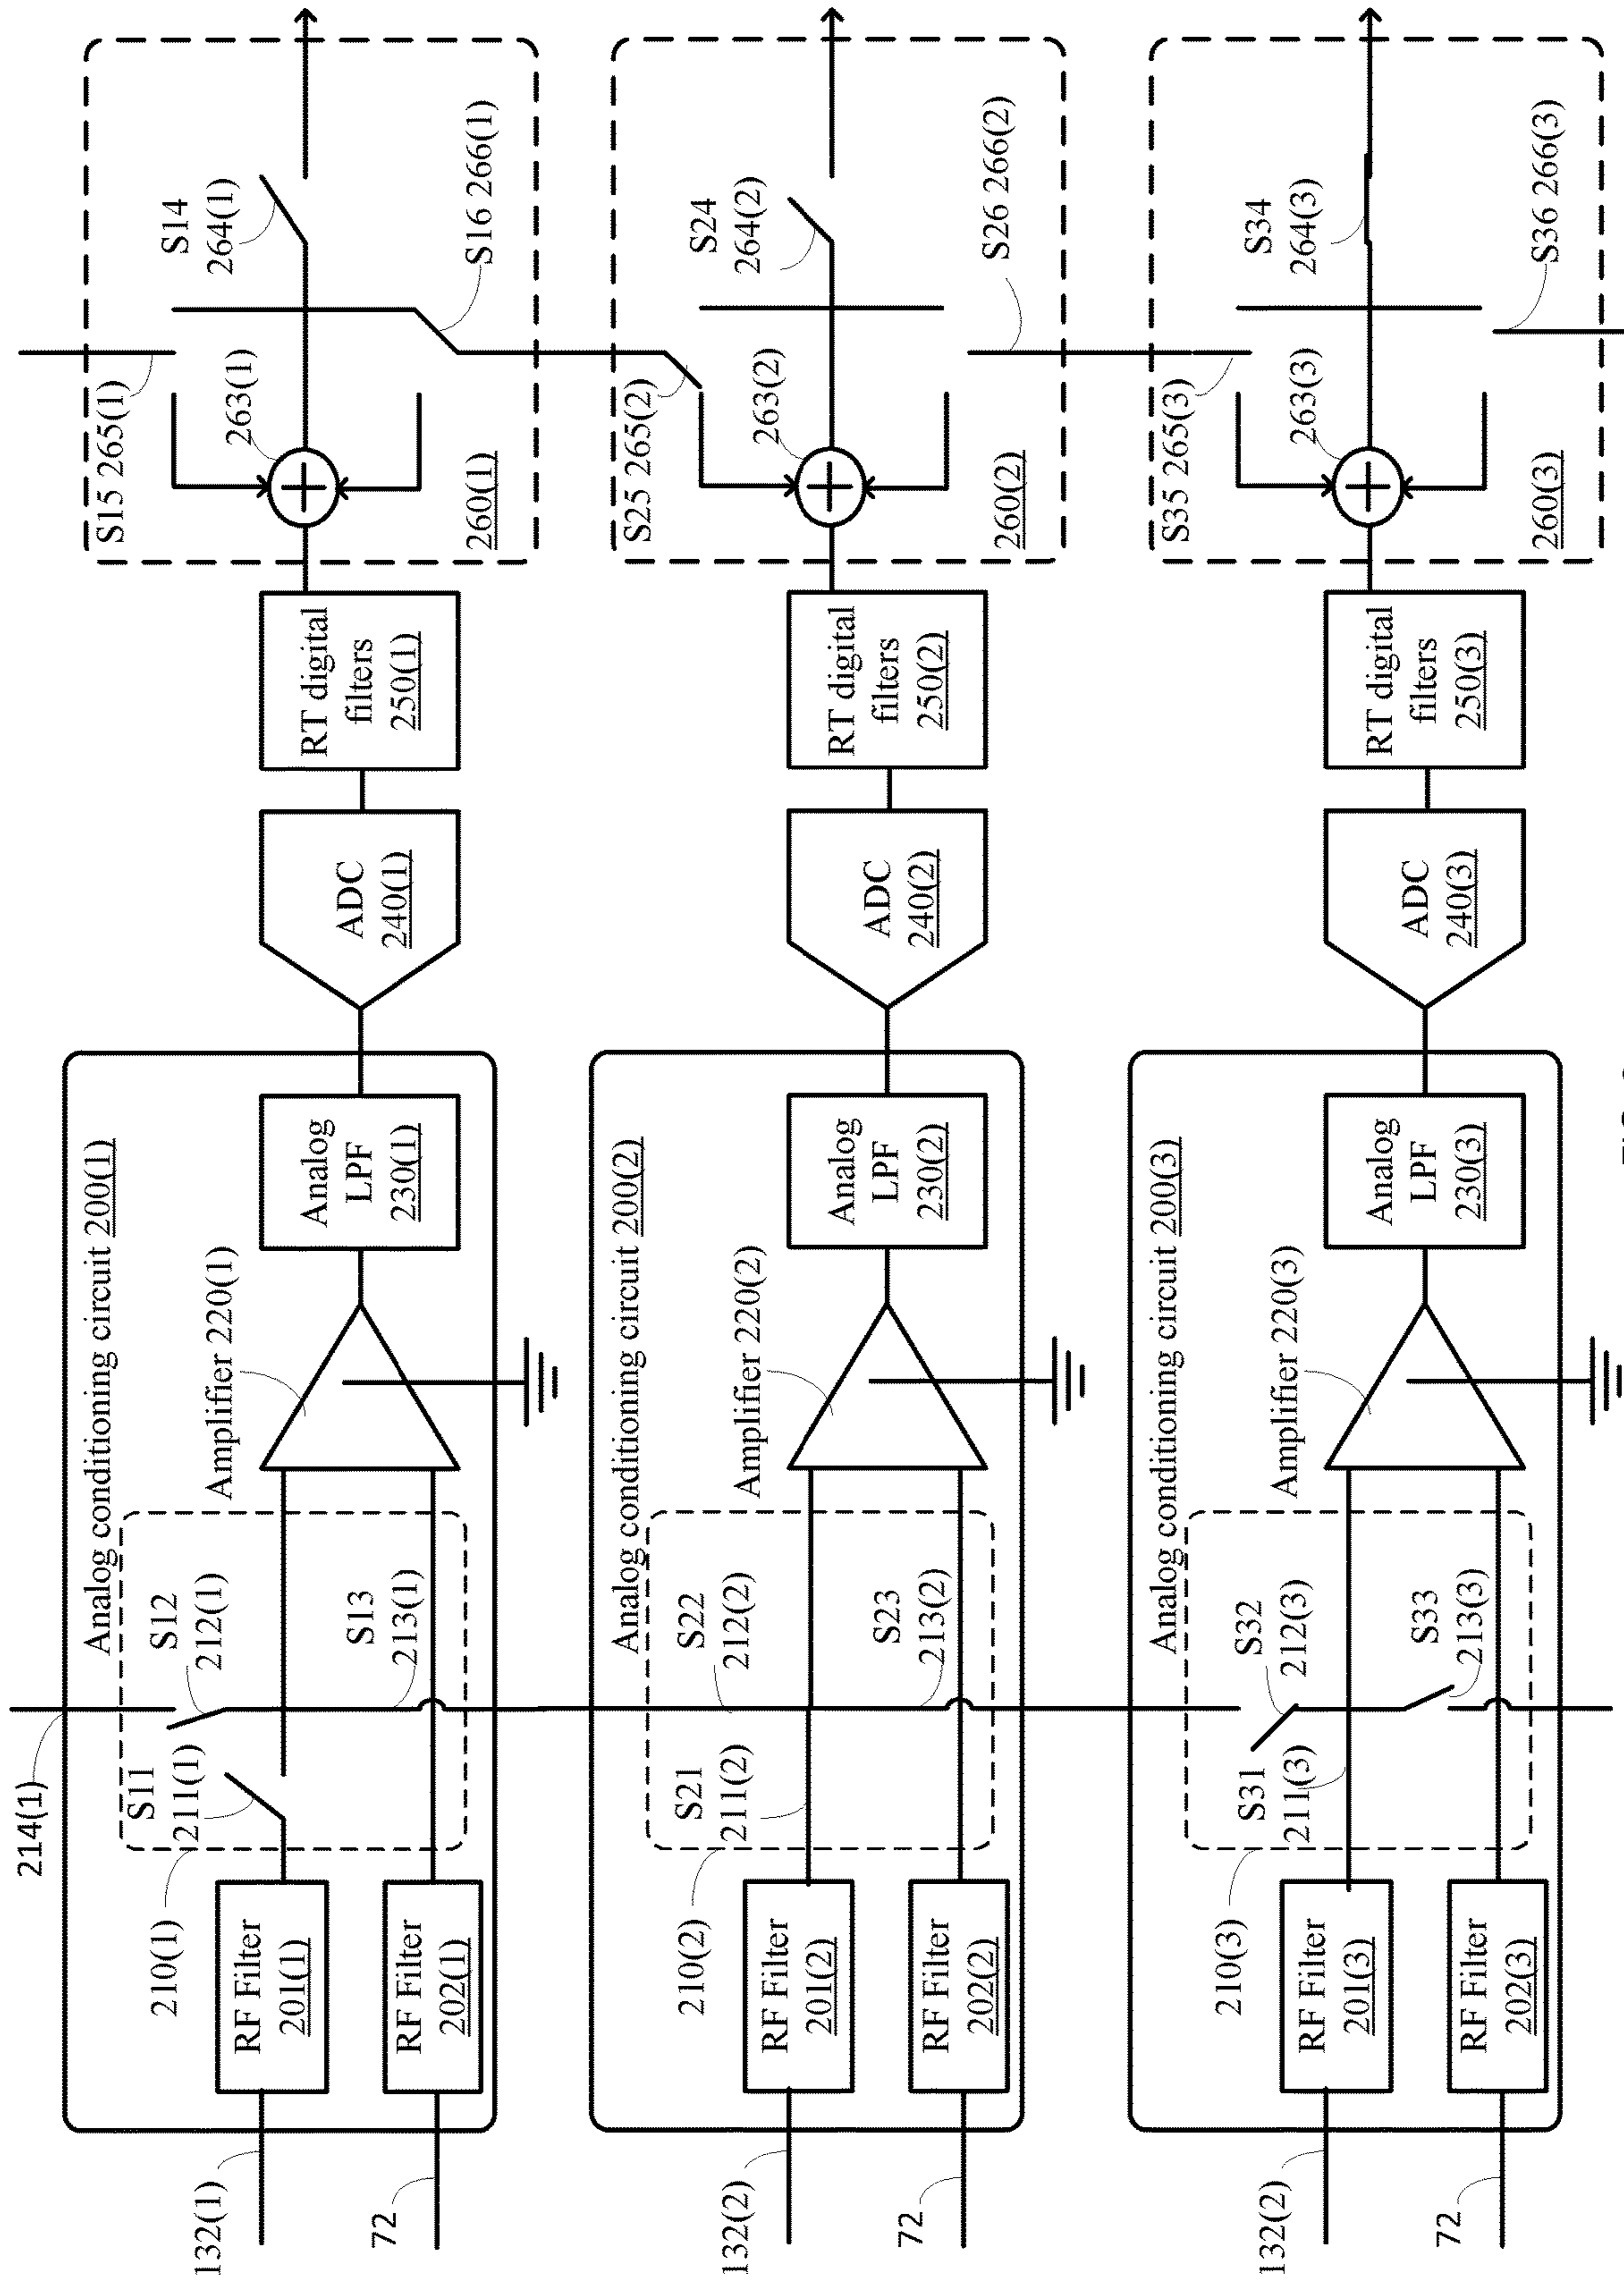 214(1)
Analog conditioning circuit 200(1)
132(1)
72
210(1)
RF Filter
201(1)
RF Filter
202(1)
S11
211(1)
S12
212(1)
S13
213(1)
Amplifier 220(1)
Analog
LPF
230(1)
ADC
240(1)
RT digital
filters
250(1)
S15 265(1)
263(1)
260(1)
S14
264(1)
S16 266(1)
Analog conditioning circuit 200(2)
132(2)
72
210(2)
RF Filter
201(2)
RF Filter
202(2)
S21
211(2)
S22
212(2)
S23
213(2)
Amplifier 220(2)
Analog
LPF
230(2)
ADC
240(2)
RT digital
filters
250(2)
S25 265(2)
263(2)
260(2)
S24
264(2)
S26 266(2)
Analog conditioning circuit 200(3)
132(2)
72
210(3)
RF Filter
201(3)
RF Filter
202(3)
S31
211(3)
S32
212(3)
S33
213(3)
Amplifier 220(3)
Analog
LPF
230(3)
ADC
240(3)
RT digital
filters
250(3)
S35 265(3)
263(3)
260(3)
S34
264(3)
S36 266(3)